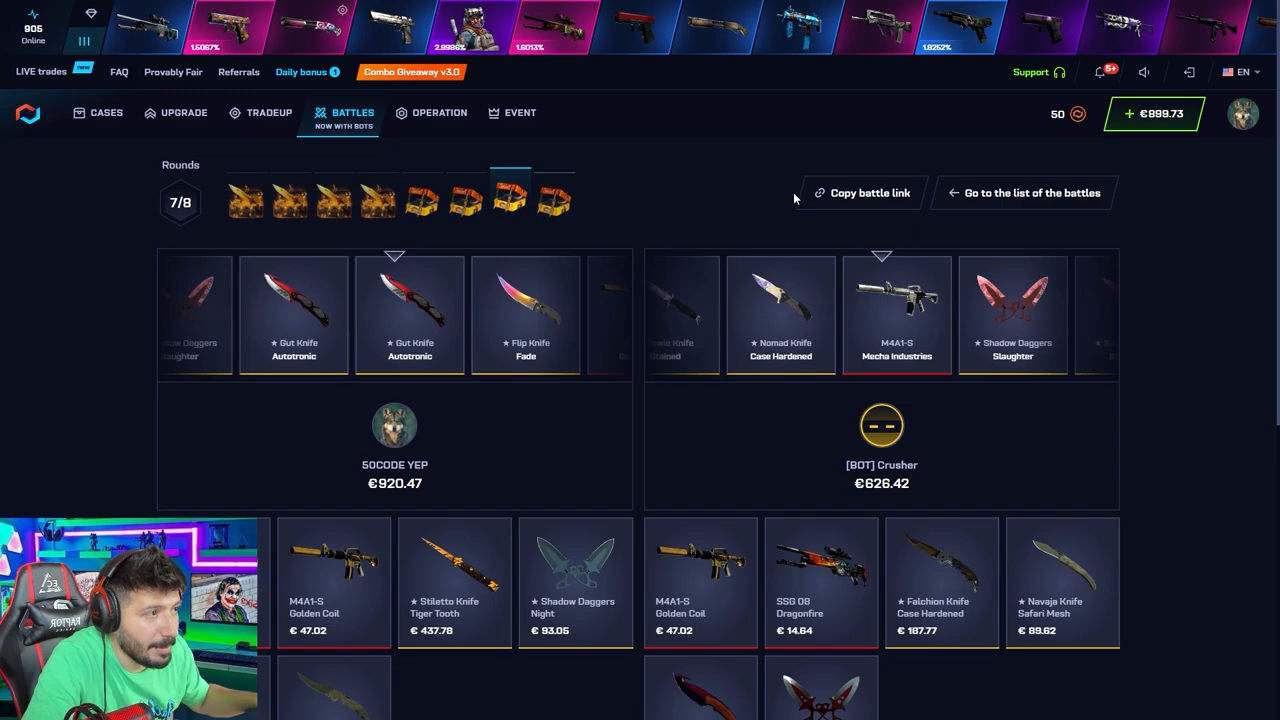 905
Online
1.5067%
2.9986%
1.6013%
1.8252%
LIVE trades
new
FAQ
Provably Fair
Referrals
Daily bonus 1
Combo Giveaway v3.0
Support
5+
EN
CASES
UPGRADE
TRADEUP
BATTLES
NOW WITH BOTS
OPERATION
EVENT
50
+ €899.73
Rounds
7/8
Copy battle link
← Go to the list of the battles
★ Gut Knife
Autotronic
★ Gut Knife
Autotronic
★ Flip Knife
Fade
★ Nomad Knife
Case Hardened
M4A1-S
Mecha Industries
★ Shadow Daggers
Slaughter
50CODE YEP
€920.47
[BOT] Crusher
€626.42
M4A1-S
Golden Coil
€ 47.02
★ Stiletto Knife
Tiger Tooth
€ 437.78
★ Shadow Daggers
Night
€ 93.05
M4A1-S
Golden Coil
€ 47.02
SSG 08
Dragonfire
€ 14.64
★ Falchion Knife
Case Hardened
€ 187.77
★ Navaja Knife
Safari Mesh
€ 89.62
RAPTOR